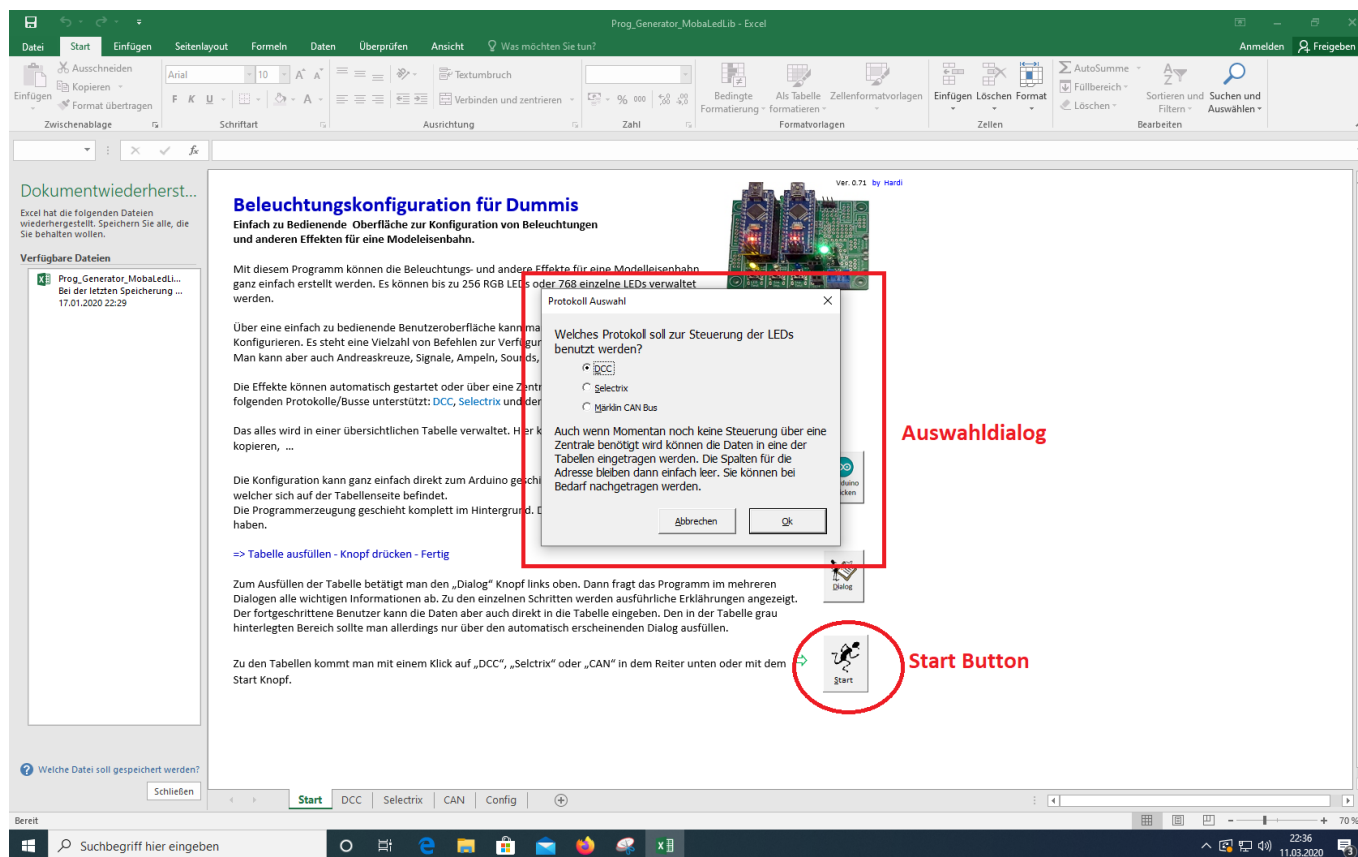 Prog_Generator_MobaLedLib - Excel
Datei Start Einfügen Seitenlayout Formeln Daten Überprüfen Ansicht Was möchten Sie tun? Anmelden Freigeben
Ausschneiden
Kopieren
Format übertragen
Einfügen
Zwischenablage
Arial 10
F K U
Schriftart
Textumbruch
Verbinden und zentrieren
Ausrichtung
% 000
Zahl
Bedingte Formatierung
Als Tabelle formatieren
Zellenformatvorlagen
Formatvorlagen
Einfügen Löschen Format
Zellen
AutoSumme
Füllbereich
Löschen
Sortieren und Filtern
Suchen und Auswählen
Bearbeiten
fx
Dokumentwiederherst...
Excel hat die folgenden Dateien
wiederhergestellt. Speichern Sie alle, die
Sie behalten wollen.
Verfügbare Dateien
Prog_Generator_MobaLedLi...
Bei der letzten Speicherung ...
17.01.2020 22:29
Welche Datei soll gespeichert werden?
Schließen
Ver. 0.71 by Hardi
Beleuchtungskonfiguration für Dummis
Einfach zu Bedienende Oberfläche zur Konfiguration von Beleuchtungen
und anderen Effekten für eine Modeleisenbahn.
Mit diesem Programm können die Beleuchtungs- und andere Effekte für eine Modelleisenbahn
ganz einfach erstellt werden. Es können bis zu 256 RGB LEDs oder 768 einzelne LEDs verwaltet
werden.
Über eine einfach zu bedienende Benutzeroberfläche kann ma
Konfigurieren. Es steht eine Vielzahl von Befehlen zur Verfügun
Man kann aber auch Andreaskreuze, Signale, Ampeln, Sounds,
Die Effekte können automatisch gestartet oder über eine Zentr
folgenden Protokolle/Busse unterstützt: DCC, Selectrix und der
Das alles wird in einer übersichtlichen Tabelle verwaltet. Hier k
kopieren, ...
Die Konfiguration kann ganz einfach direkt zum Arduino geschi
welcher sich auf der Tabellenseite befindet.
Die Programmerzeugung geschieht komplett im Hintergrund. D
haben.
=> Tabelle ausfüllen - Knopf drücken - Fertig
Zum Ausfüllen der Tabelle betätigt man den „Dialog“ Knopf links oben. Dann fragt das Programm im mehreren
Dialogen alle wichtigen Informationen ab. Zu den einzelnen Schritten werden ausführliche Erklährungen angezeigt.
Der fortgeschrittene Benutzer kann die Daten aber auch direkt in die Tabelle eingeben. Den in der Tabelle grau
hinterlegten Bereich sollte man allerdings nur über den automatisch erscheinenden Dialog ausfüllen.
Zu den Tabellen kommt man mit einem Klick auf „DCC“, „Selctrix“ oder „CAN“ in dem Reiter unten oder mit dem
Start Knopf.
Protokoll Auswahl
Welches Protokoll soll zur Steuerung der LEDs
benutzt werden?
DCC
Selectrix
Märklin CAN Bus
Auch wenn Momentan noch keine Steuerung über eine
Zentrale benötigt wird können die Daten in eine der
Tabellen eingetragen werden. Die Spalten für die
Adresse bleiben dann einfach leer. Sie können bei
Bedarf nachgetragen werden.
Abbrechen Ok
Auswahldialog
duino
cken
Dialog
Start
Start Button
Start DCC Selectrix CAN Config
Bereit
70 %
Suchbegriff hier eingeben
22:36
11.03.2020
3